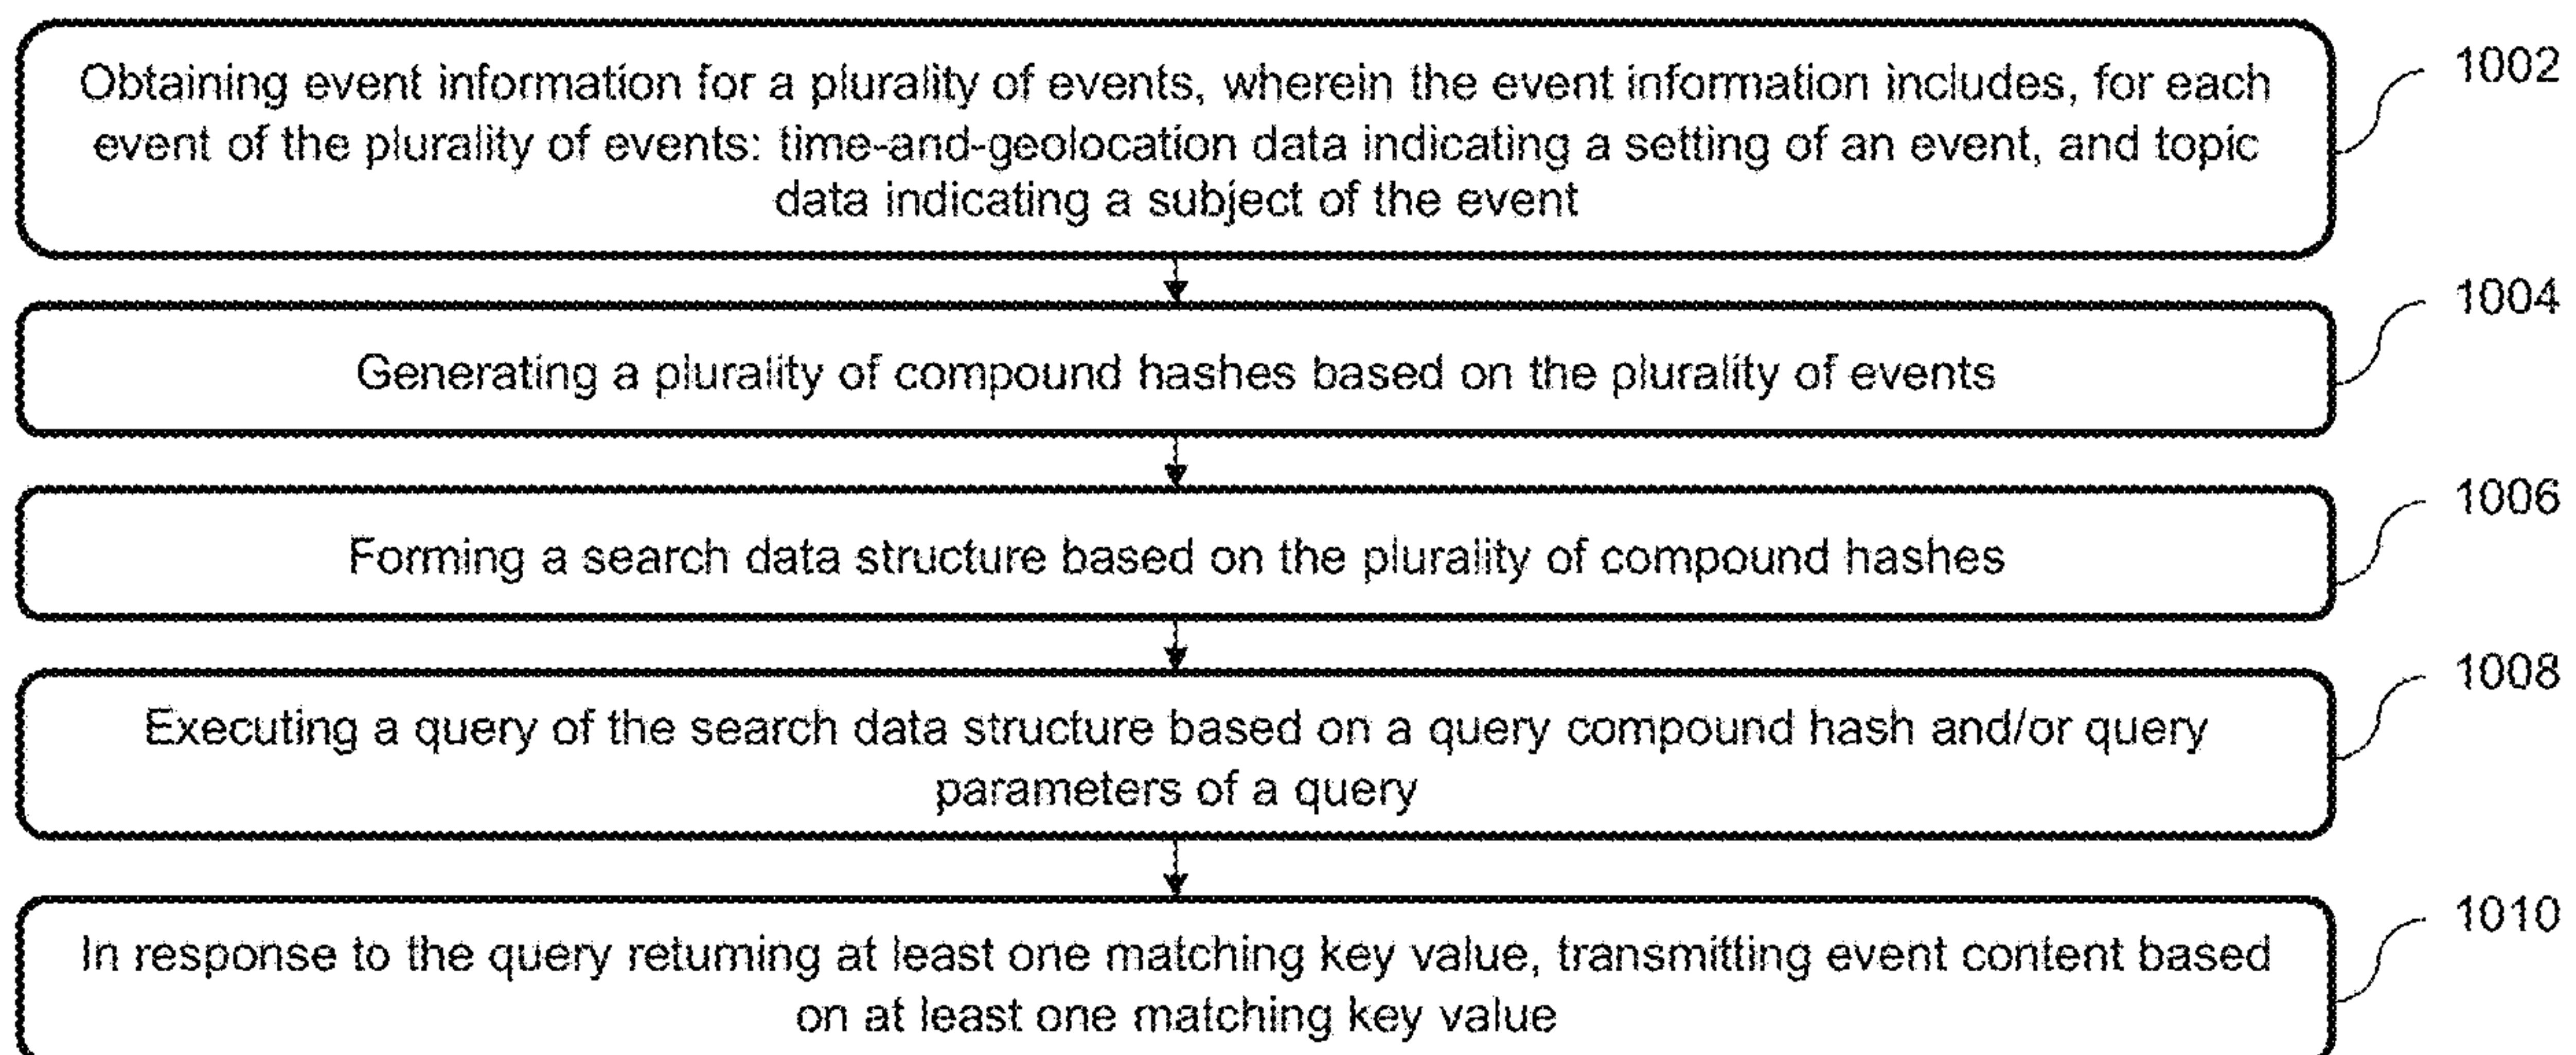 Obtaining event information for a plurality of events, wherein the event information includes, for each
1002
event of the plurality of events: time-and-geolocation data indicating a setting of an event, and topic
data indicating a subject of the event
1004
Generating a plurality of compound hashes based on the plurality of events
1006
Forming a search data structure based on the plurality of compound hashes
1008
Executing a query of the search data structure based on a query compound hash and/or query
parameters of a query
1010
In response to the query returning at least one matching key value, transmitting event content based
on at least one matching key value